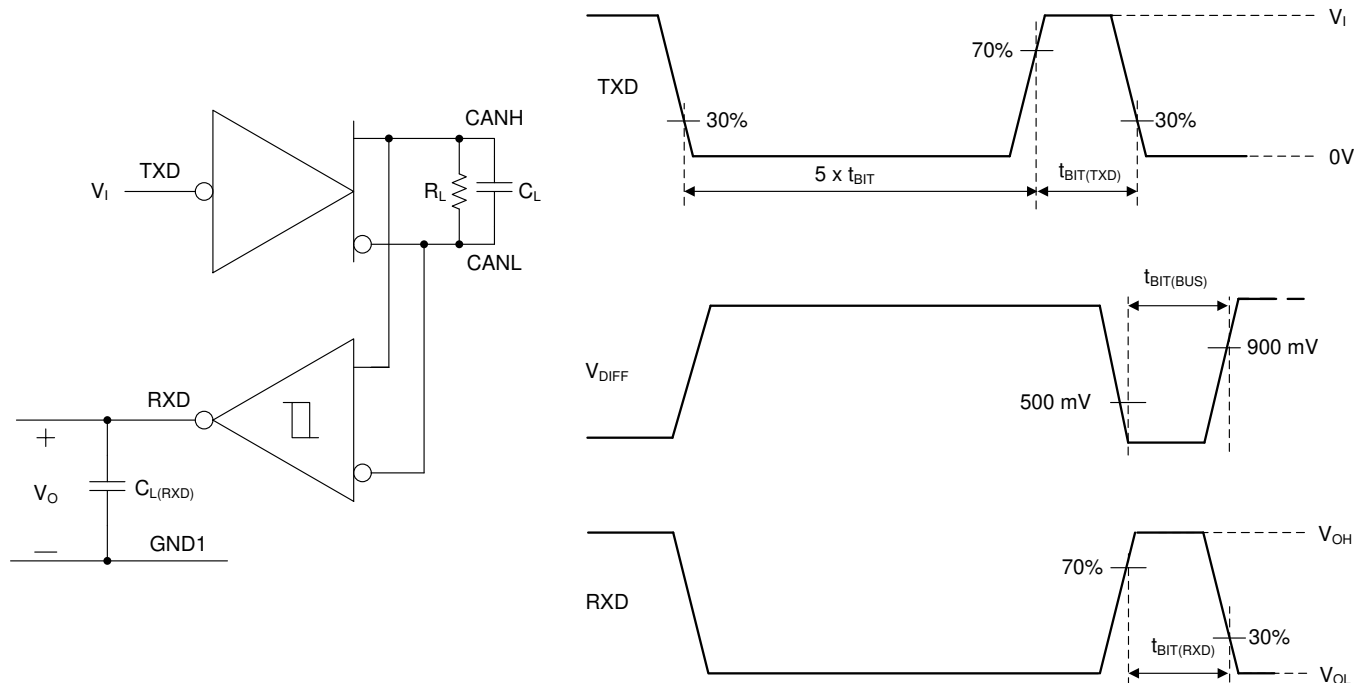 CANH
TXD
V_I
R_L
C_L
CANL
RXD
+
V_O
C_L(RXD)
—
GND1
V_I
70%
TXD
30%
30%
0V
5 x t_BIT
t_BIT(TXD)
t_BIT(BUS)
900 mV
V_DIFF
500 mV
V_OH
70%
RXD
30%
t_BIT(RXD)
V_OL